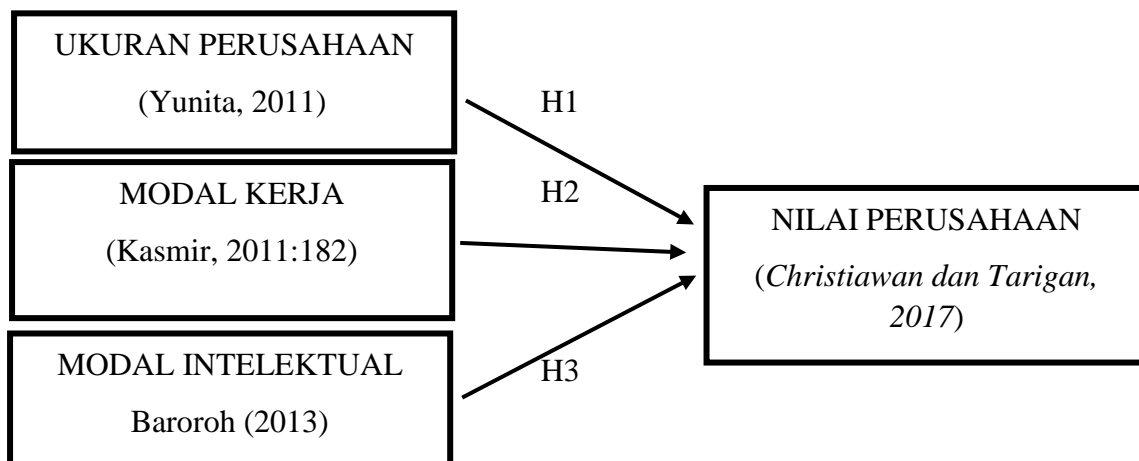 UKURAN PERUSAHAAN
(Yunita, 2011)
H1
MODAL KERJA
(Kasmir, 2011:182)
H2
NILAI PERUSAHAAN
(Christiawan dan Tarigan,
2017)
MODAL INTELEKTUAL
Baroroh (2013)
H3